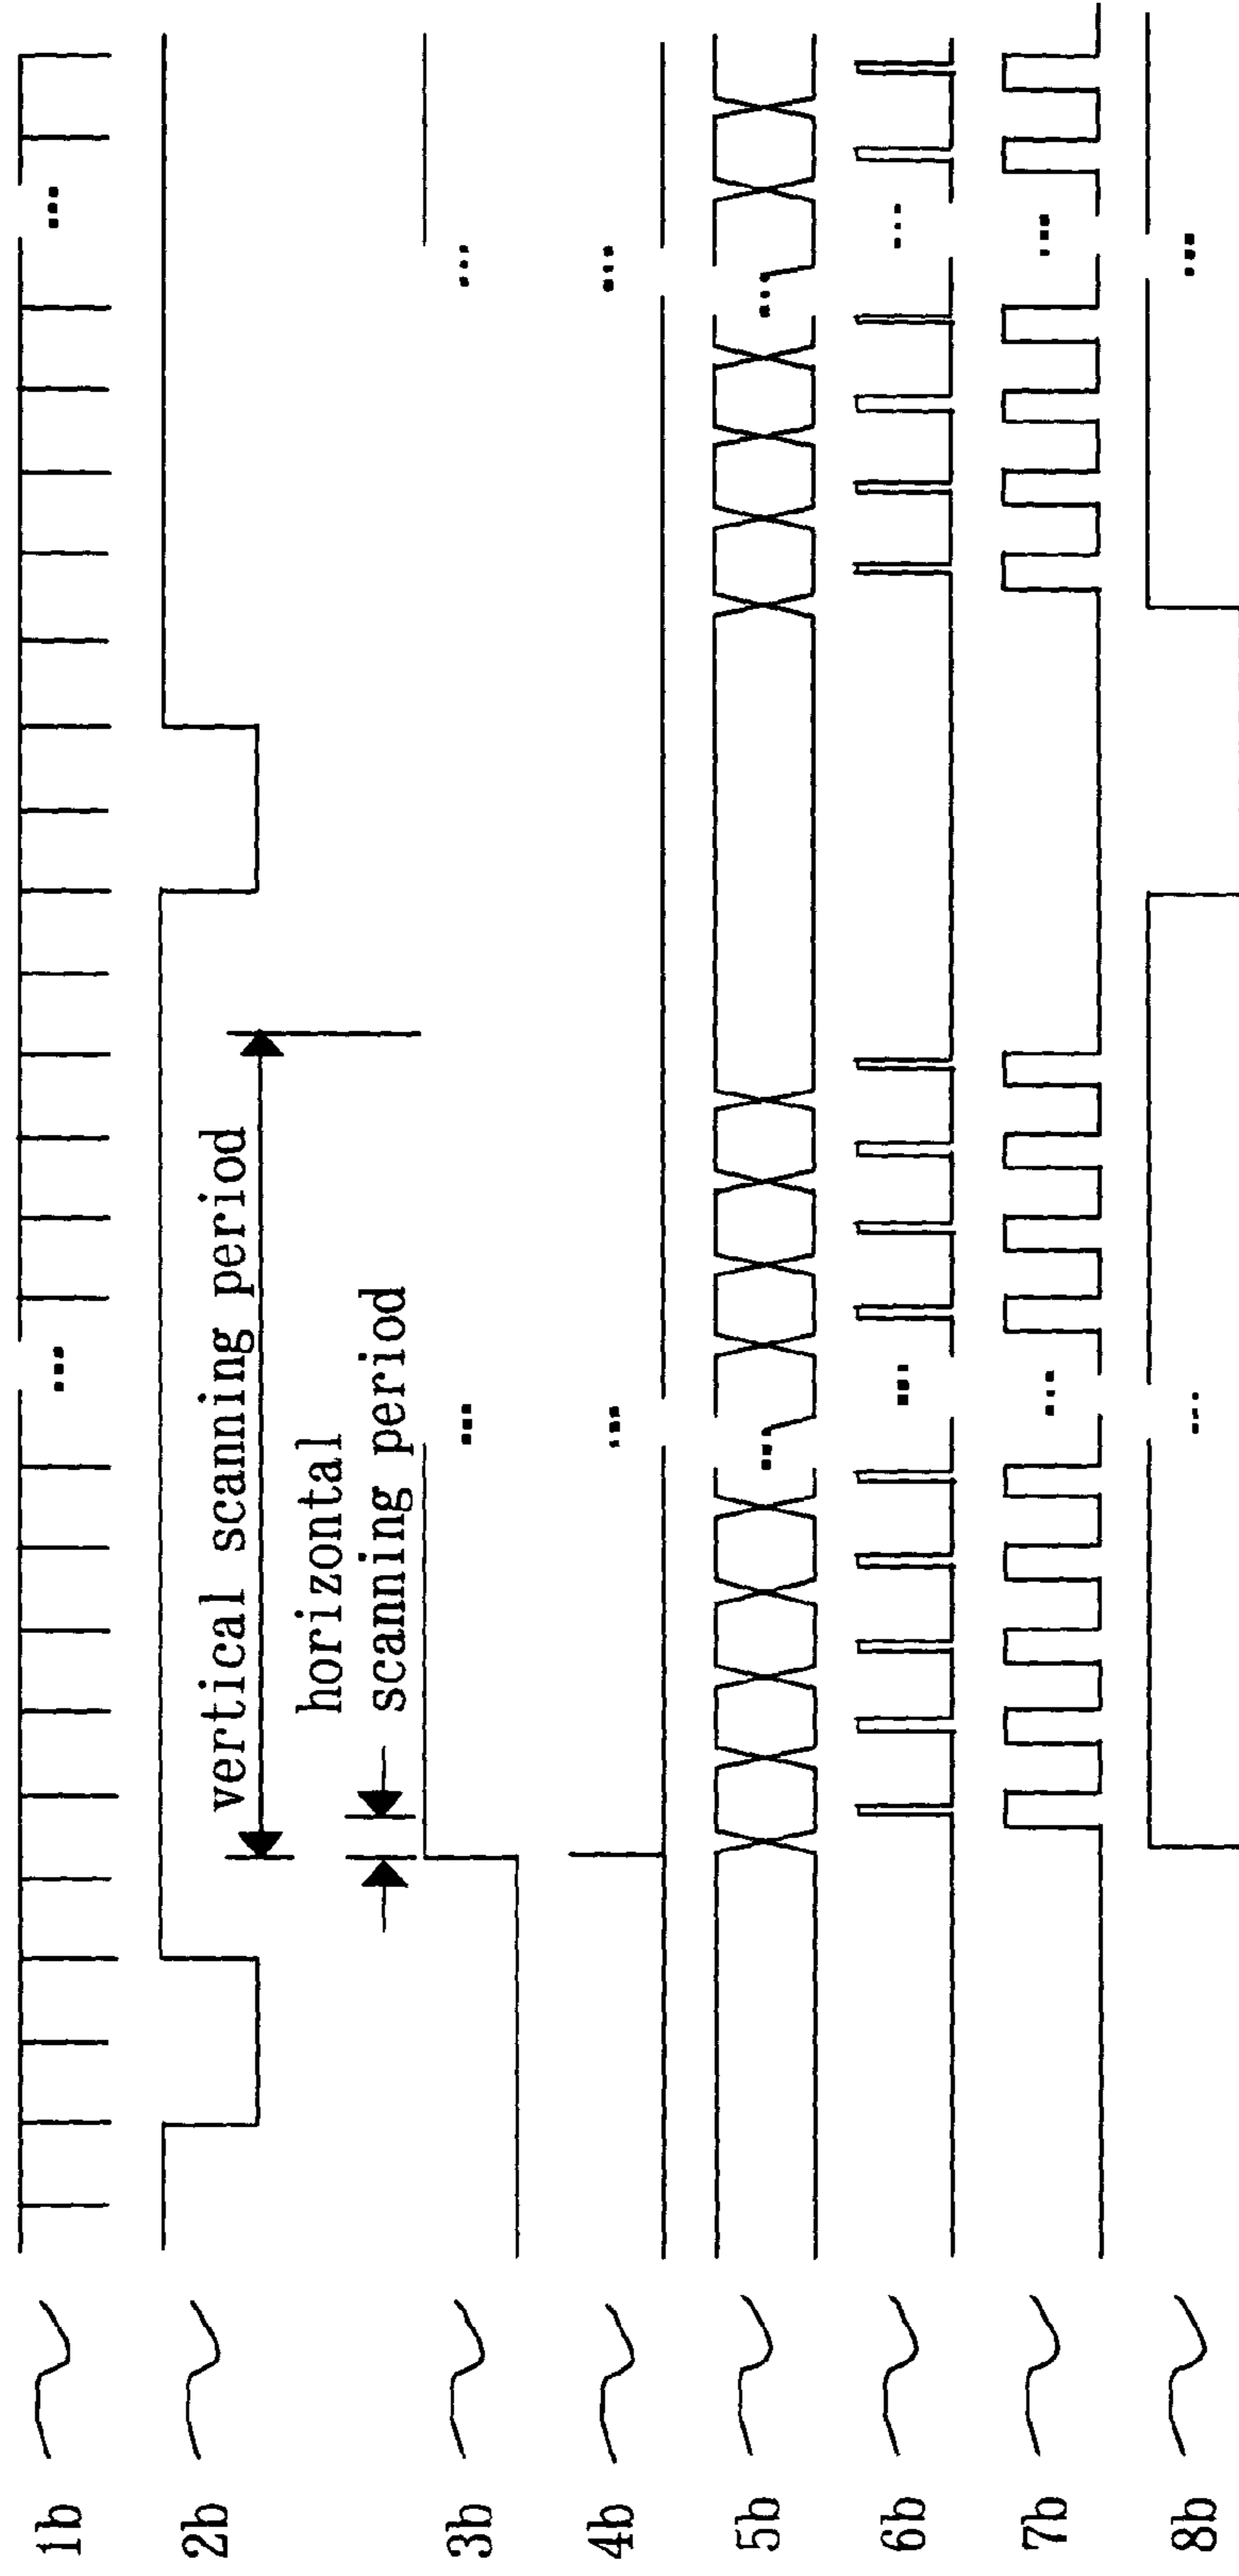 1b
2b
vertical scanning period
horizontal
scanning period
3b
4b
5b
6b
7b
8b